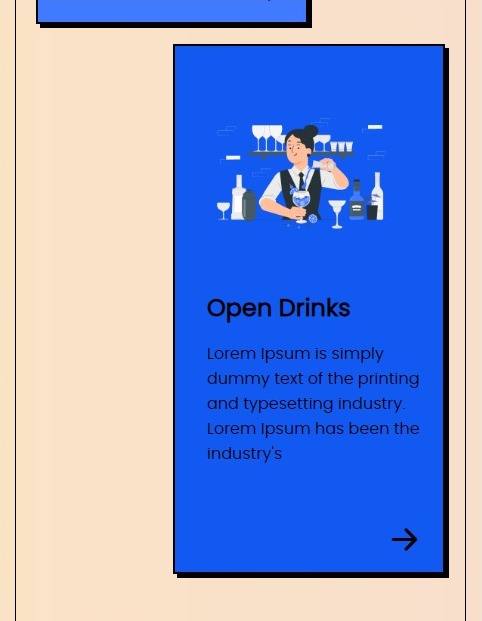 Open Drinks
Lorem Ipsum is simply
dummy text of the printing
and typesetting industry.
Lorem Ipsum has been the
industry's